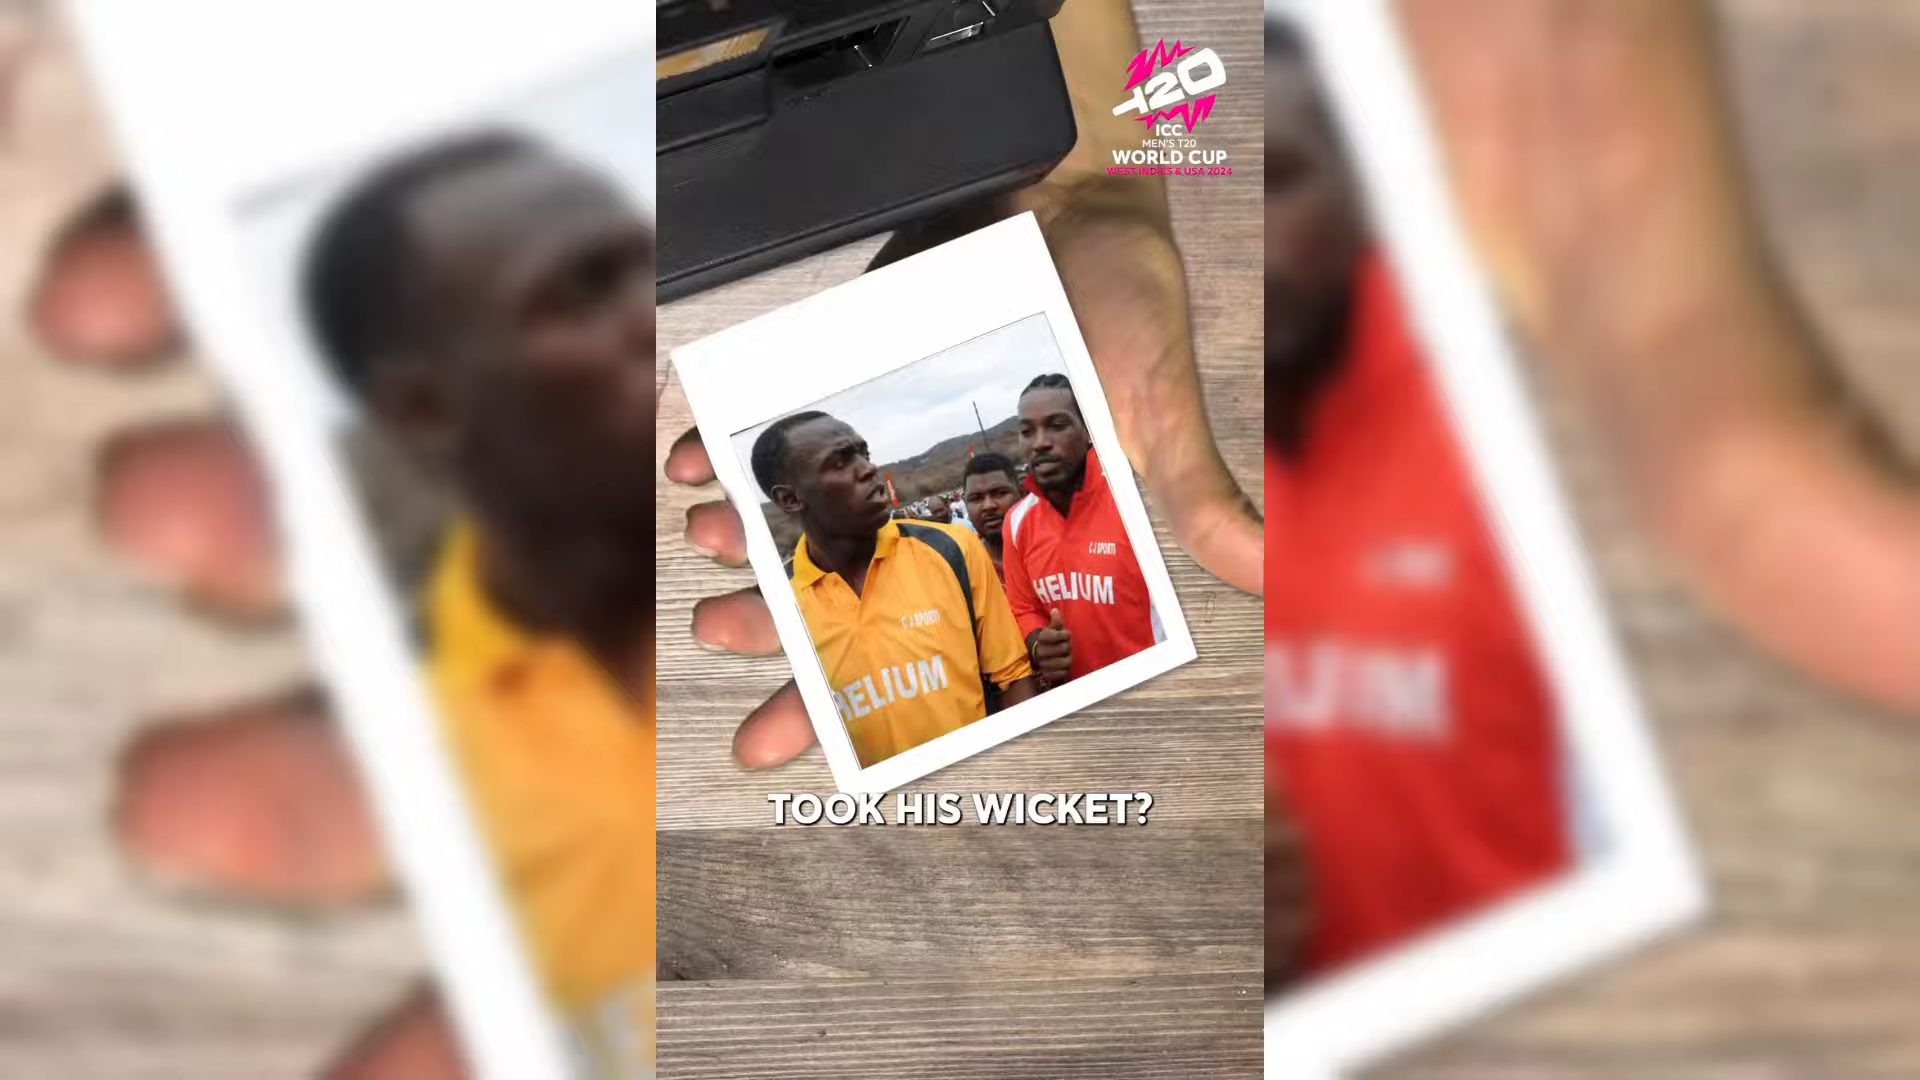 T20
ICC
MEN'S T20
WORLD CUP
WEST INDIES & USA 2024
C J SPORTS
HELIUM
C J SPORTS
HELIUM
TOOK HIS WICKET?